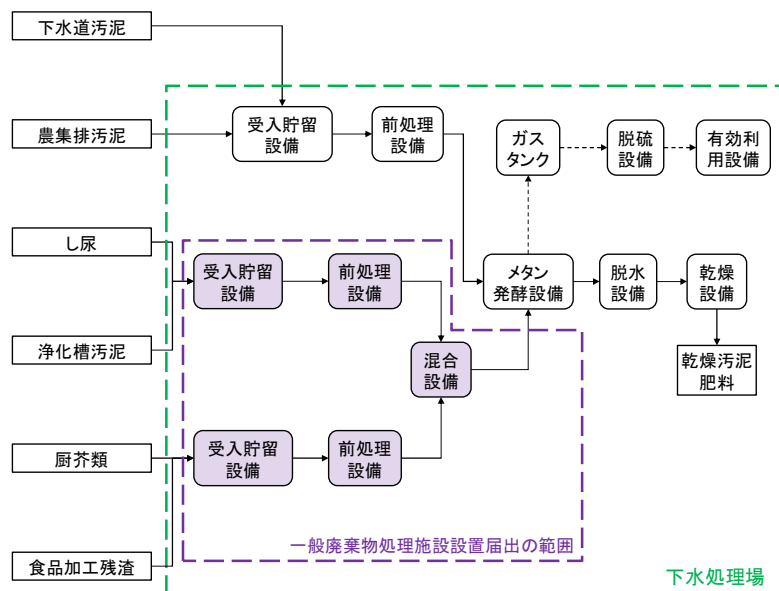 下水道汚泥
農集排汚泥
受入貯留
設備
前処理
設備
ガス
タンク
脱硫
設備
有効利
用設備
し尿
受入貯留
設備
前処理
設備
メタン
発酵設備
脱水
設備
乾燥
設備
浄化槽汚泥
混合
設備
乾燥汚泥
肥料
厨芥類
受入貯留
設備
前処理
設備
一般廃棄物処理施設設置届出の範囲
食品加工残渣
下水処理場